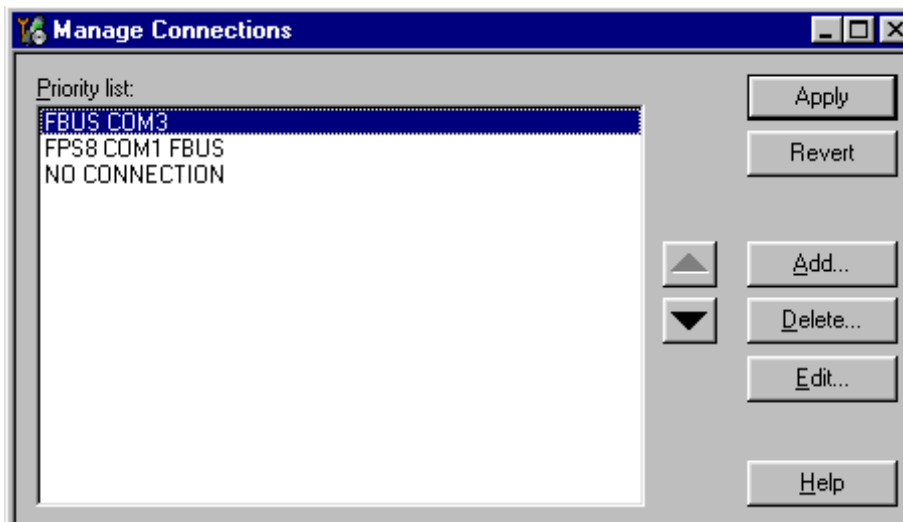 Manage Connections
Priority list:
FBUS COM3
FPS8 COM1 FBUS
NO CONNECTION
Apply
Revert
Add...
Delete...
Edit...
Help